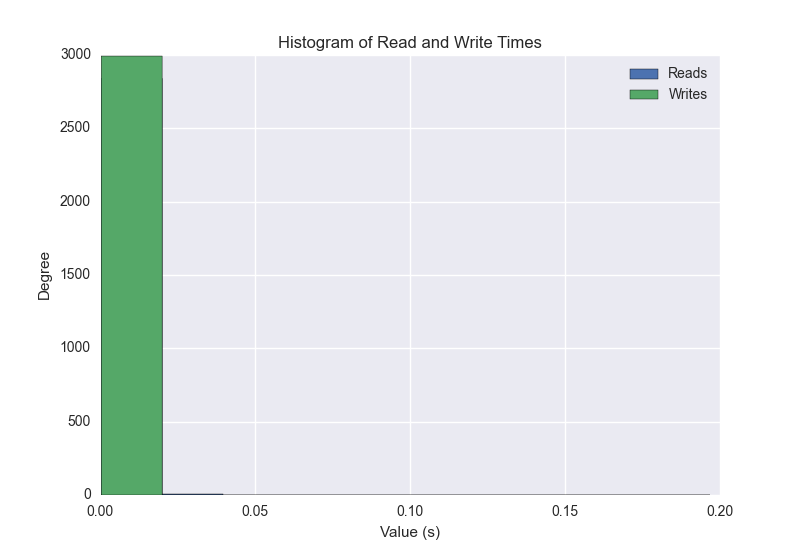 Histogram of Read and Write Times
3000
2500
2000
1500
1000
500
0
Degree
Reads
Writes
0.00 0.05 0.10 0.15 0.20
Value (s)